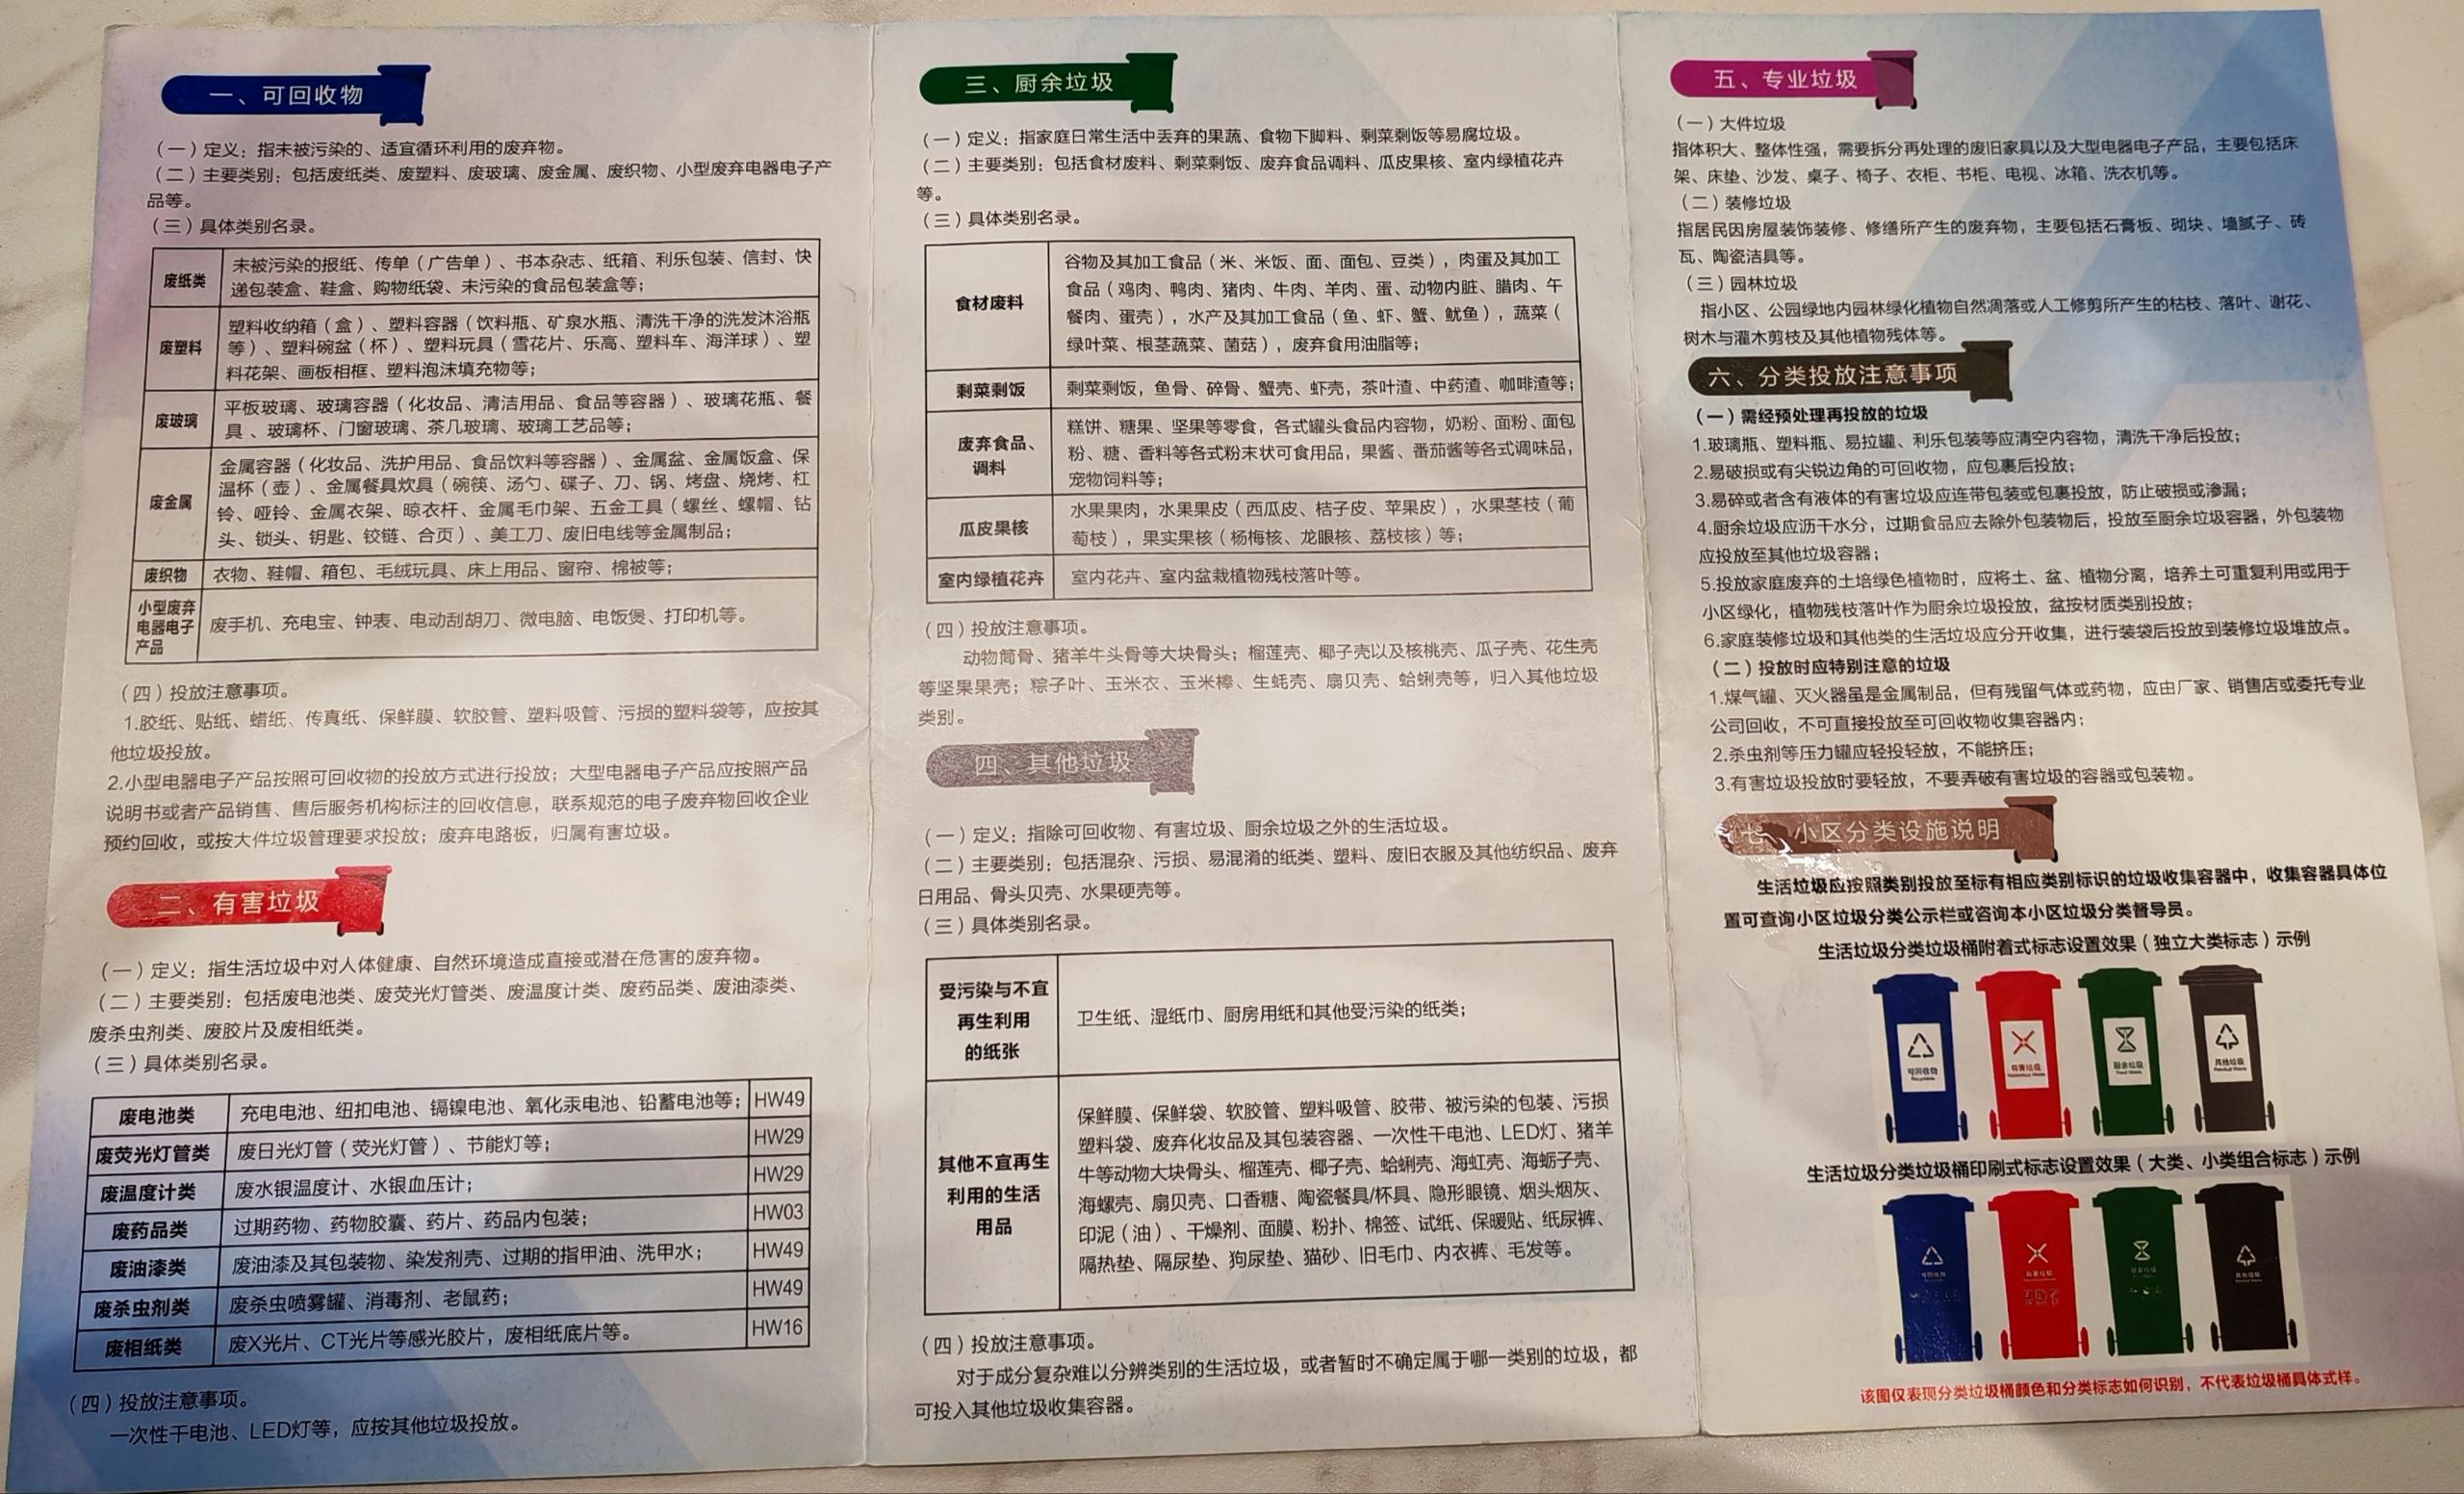 一、可回收物
（一）定义：指未被污染的、适宜循环利用的废弃物。
（二）主要类别：包括废纸类、废塑料、废玻璃、废金属、废织物、小型废弃电器电子产
品等。
（三）具体类别名录。
废纸类
未被污染的报纸、传单（广告单）、书本杂志、纸箱、利乐包装、信封、快
递包装盒、鞋盒、购物纸袋、未污染的食品包装盒等；
废塑料
塑料收纳箱（盒）、塑料容器（饮料瓶、矿泉水瓶、清洗干净的洗发沐浴瓶
等）、塑料碗盆（杯）、塑料玩具（雪花片、乐高、塑料车、海洋球）、塑
料花架、画板相框、塑料泡沫填充物等；
废玻璃
平板玻璃、玻璃容器（化妆品、清洁用品、食品等容器）、玻璃花瓶、餐
具、玻璃杯、门窗玻璃、茶几玻璃、玻璃工艺品等；
废金属
金属容器（化妆品、洗护用品、食品饮料等容器）、金属盆、金属饭盒、保
温杯（壶）、金属餐具炊具（碗筷、汤勺、碟子、刀、锅、烤盘、烧烤、杠
铃、哑铃、金属衣架、晾衣杆、金属毛巾架、五金工具（螺丝、螺帽、钻
头、锁头、钥匙、铰链、合页）、美工刀、废旧电线等金属制品；
废织物
衣物、鞋帽、箱包、毛绒玩具、床上用品、窗帘、棉被等；
小型废弃
电器电子
产品
废手机、充电宝、钟表、电动刮胡刀、微电脑、电饭煲、打印机等。
（四）投放注意事项。
1.胶纸、贴纸、蜡纸、传真纸、保鲜膜、软胶管、塑料吸管、污损的塑料袋等，应按其
他垃圾投放。
2.小型电器电子产品按照可回收物的投放方式进行投放；大型电器电子产品应按照产品
说明书或者产品销售、售后服务机构标注的回收信息，联系规范的电子废弃物回收企业
预约回收，或按大件垃圾管理要求投放；废弃电路板，归属有害垃圾。
二、有害垃圾
（一）定义：指生活垃圾中对人体健康、自然环境造成直接或潜在危害的废弃物。
（二）主要类别：包括废电池类、废荧光灯管类、废温度计类、废药品类、废油漆类、
废杀虫剂类、废胶片及废相纸类。
（三）具体类别名录。
废电池类 充电电池、纽扣电池、镉镍电池、氧化汞电池、铅蓄电池等； HW49
废荧光灯管类 废日光灯管（荧光灯管）、节能灯等； HW29
废温度计类 废水银温度计、水银血压计； HW29
废药品类 过期药物、药物胶囊、药片、药品内包装； HW03
废油漆类 废油漆及其包装物、染发剂壳、过期的指甲油、洗甲水； HW49
废杀虫剂类 废杀虫喷雾罐、消毒剂、老鼠药； HW49
废相纸类 废X光片、CT光片等感光胶片，废相纸底片等。 HW16
（四）投放注意事项。
一次性干电池、LED灯等，应按其他垃圾投放。
三、厨余垃圾
（一）定义：指家庭日常生活中丢弃的果蔬、食物下脚料、剩菜剩饭等易腐垃圾。
（二）主要类别：包括食材废料、剩菜剩饭、废弃食品调料、瓜皮果核、室内绿植花卉
等。
（三）具体类别名录。
食材废料
谷物及其加工食品（米、米饭、面、面包、豆类），肉蛋及其加工
食品（鸡肉、鸭肉、猪肉、牛肉、羊肉、蛋、动物内脏、腊肉、午
餐肉、蛋壳），水产及其加工食品（鱼、虾、蟹、鱿鱼），蔬菜（
绿叶菜、根茎蔬菜、菌菇），废弃食用油脂等；
剩菜剩饭
剩菜剩饭，鱼骨、碎骨、蟹壳、虾壳，茶叶渣、中药渣、咖啡渣等；
废弃食品、
调料
糕饼、糖果、坚果等零食，各式罐头食品内容物，奶粉、面粉、面包
粉、糖、香料等各式粉末状可食用品，果酱、番茄酱等各式调味品，
宠物饲料等；
瓜皮果核
水果果肉，水果果皮（西瓜皮、桔子皮、苹果皮），水果茎枝（葡
萄枝），果实果核（杨梅核、龙眼核、荔枝核）等；
室内绿植花卉
室内花卉、室内盆栽植物残枝落叶等。
（四）投放注意事项。
动物筒骨、猪羊牛头骨等大块骨头；榴莲壳、椰子壳以及核桃壳、瓜子壳、花生壳
等坚果果壳；粽子叶、玉米衣、玉米棒、生蚝壳、扇贝壳、蛤蜊壳等，归入其他垃圾
类别。
四、其他垃圾
（一）定义：指除可回收物、有害垃圾、厨余垃圾之外的生活垃圾。
（二）主要类别：包括混杂、污损、易混淆的纸类、塑料、废旧衣服及其他纺织品、废弃
日用品、骨头贝壳、水果硬壳等。
（三）具体类别名录。
受污染与不宜
再生利用
的纸张
卫生纸、湿纸巾、厨房用纸和其他受污染的纸类；
其他不宜再生
利用的生活
用品
保鲜膜、保鲜袋、软胶管、塑料吸管、胶带、被污染的包装、污损
塑料袋、废弃化妆品及其包装容器、一次性干电池、LED灯、猪羊
牛等动物大块骨头、榴莲壳、椰子壳、蛤蜊壳、海虹壳、海蛎子壳、
海螺壳、扇贝壳、口香糖、陶瓷餐具/杯具、隐形眼镜、烟头烟灰、
印泥（油）、干燥剂、面膜、粉扑、棉签、试纸、保暖贴、纸尿裤、
隔热垫、隔尿垫、狗尿垫、猫砂、旧毛巾、内衣裤、毛发等。
（四）投放注意事项。
对于成分复杂难以分辨类别的生活垃圾，或者暂时不确定属于哪一类别的垃圾，都
可投入其他垃圾收集容器。
五、专业垃圾
（一）大件垃圾
指体积大、整体性强，需要拆分再处理的废旧家具以及大型电器电子产品，主要包括床
架、床垫、沙发、桌子、椅子、衣柜、书柜、电视、冰箱、洗衣机等。
（二）装修垃圾
指居民因房屋装饰装修、修缮所产生的废弃物，主要包括石膏板、砌块、墙腻子、砖
瓦、陶瓷洁具等。
（三）园林垃圾
指小区、公园绿地内园林绿化植物自然凋落或人工修剪所产生的枯枝、落叶、谢花、
树木与灌木剪枝及其他植物残体等。
六、分类投放注意事项
（一）需经预处理再投放的垃圾
1.玻璃瓶、塑料瓶、易拉罐、利乐包装等应清空内容物，清洗干净后投放；
2.易破损或有尖锐边角的可回收物，应包裹后投放；
3.易碎或者含有液体的有害垃圾应连带包装或包裹投放，防止破损或渗漏；
4.厨余垃圾应沥干水分，过期食品应去除外包装物后，投放至厨余垃圾容器，外包装物
应投放至其他垃圾容器；
5.投放家庭废弃的土培绿色植物时，应将土、盆、植物分离，培养土可重复利用或用于
小区绿化，植物残枝落叶作为厨余垃圾投放，盆按材质类别投放；
6.家庭装修垃圾和其他类的生活垃圾应分开收集，进行装袋后投放到装修垃圾堆放点。
（二）投放时应特别注意的垃圾
1.煤气罐、灭火器虽是金属制品，但有残留气体或药物，应由厂家、销售店或委托专业
公司回收，不可直接投放至可回收物收集容器内；
2.杀虫剂等压力罐应轻投轻放，不能挤压；
3.有害垃圾投放时要轻放，不要弄破有害垃圾的容器或包装物。
七、小区分类设施说明
生活垃圾应按照类别投放至标有相应类别标识的垃圾收集容器中，收集容器具体位
置可查询小区垃圾分类公示栏或咨询本小区垃圾分类督导员。
生活垃圾分类垃圾桶附着式标志设置效果（独立大类标志）示例
可回收物 有害垃圾 厨余垃圾 其他垃圾
生活垃圾分类垃圾桶印刷式标志设置效果（大类、小类组合标志）示例
该图仅表现分类垃圾桶颜色和分类标志如何识别，不代表垃圾桶具体式样。